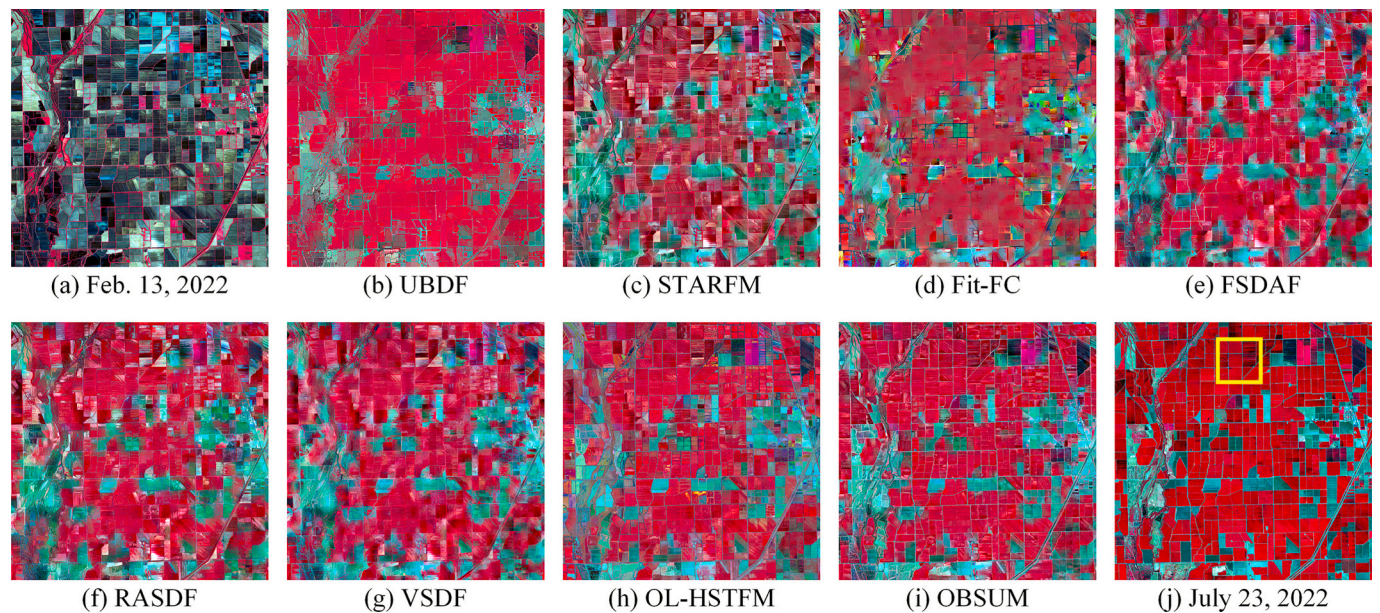 (a) Feb. 13, 2022
(b) UBDF
(c) STARFM
(d) Fit-FC
(e) FSDAF
(f) RASDF
(g) VSDF
(h) OL-HSTFM
(i) OBSUM
(j) July 23, 2022